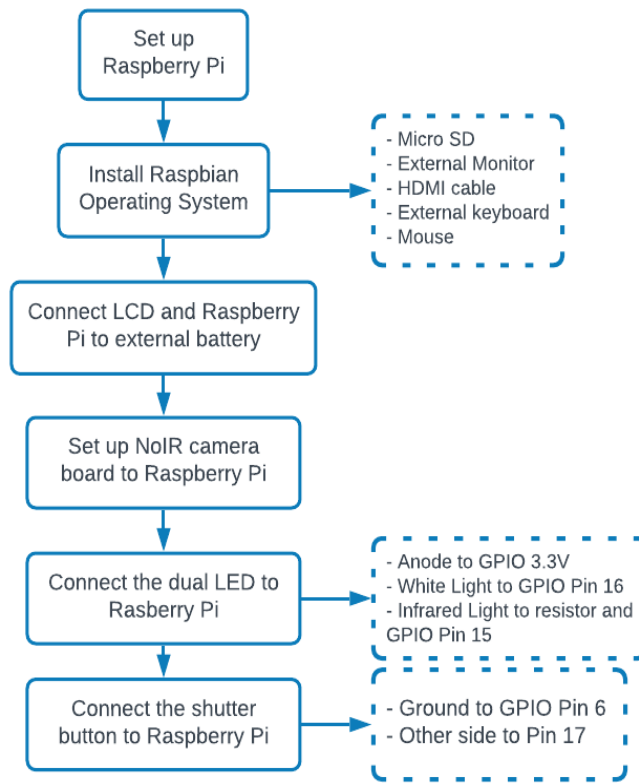 Set up
Raspberry Pi
Install Raspbian
Operating System
- Micro SD
- External Monitor
- HDMI cable
- External keyboard
- Mouse
Connect LCD and Raspberry
Pi to external battery
Set up NoIR camera
board to Raspberry Pi
Connect the dual LED to
Rasberry Pi
- Anode to GPIO 3.3V
- White Light to GPIO Pin 16
- Infrared Light to resistor and
GPIO Pin 15
Connect the shutter
button to Raspberry Pi
- Ground to GPIO Pin 6
- Other side to Pin 17